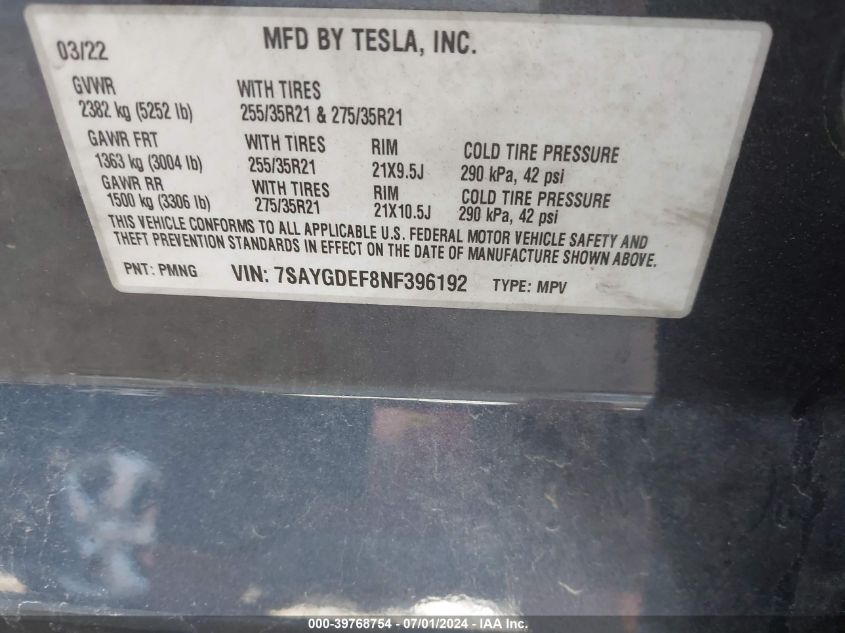 03/22 MFD BY TESLA, INC.
GVWR WITH TIRES
2382 kg (5252 lb) 255/35R21 & 275/35R21
GAWR FRT WITH TIRES RIM COLD TIRE PRESSURE
1363 kg (3004 lb) 255/35R21 21X9.5J 290 kPa, 42 psi
GAWR RR WITH TIRES RIM COLD TIRE PRESSURE
1500 kg (3306 lb) 275/35R21 21X10.5J 290 kPa, 42 psi
THIS VEHICLE CONFORMS TO ALL APPLICABLE U.S. FEDERAL MOTOR VEHICLE SAFETY AND
THEFT PREVENTION STANDARDS IN EFFECT ON THE DATE OF MANUFACTURE SHOWN ABOVE.
PNT: PMNG VIN: 7SAYGDEF8NF396192 TYPE: MPV
000-39768754 - 07/01/2024 - IAA Inc.